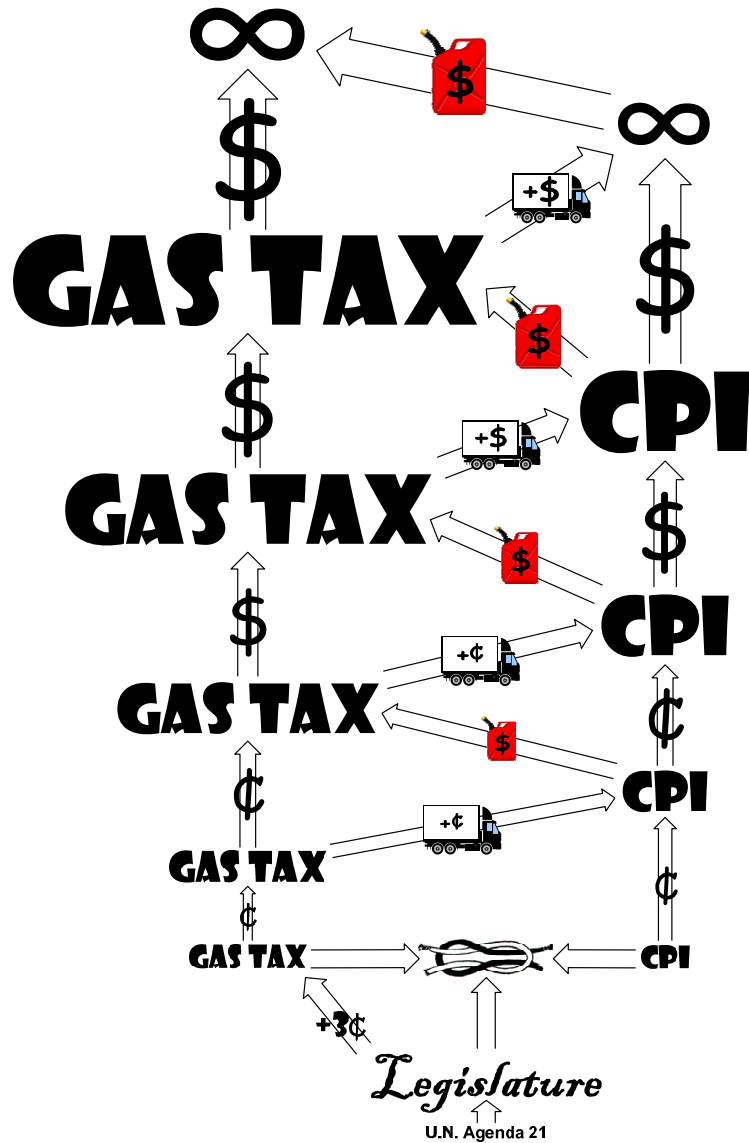 ∞
$
∞
$
+$
GAS TAX
$
$
$
CPI
+$
$
GAS TAX
$
$
CPI
+¢
GAS TAX
¢
$
¢
CPI
+¢
GAS TAX
¢
¢
GAS TAX
CPI
+3¢
Legislature
U.N. Agenda 21